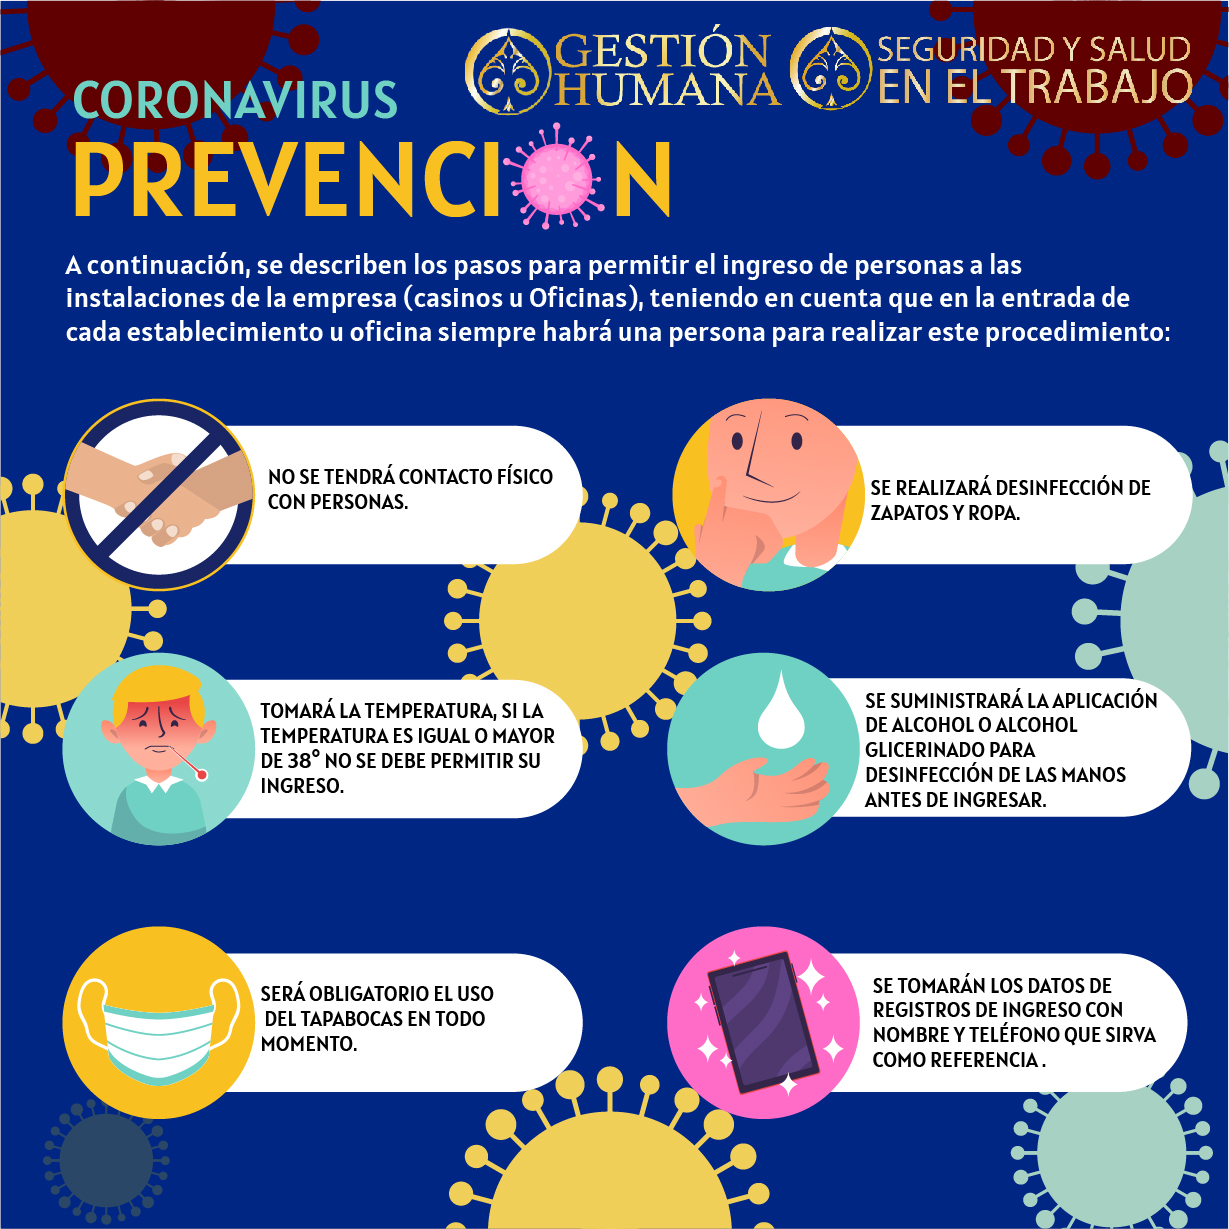 GESTIÓN
HUMANA
SEGURIDAD Y SALUD
EN EL TRABAJO
CORONAVIRUS
PREVENCIÓN
A continuación, se describen los pasos para permitir el ingreso de personas a las
instalaciones de la empresa (casinos u Oficinas), teniendo en cuenta que en la entrada de
cada establecimiento u oficina siempre habrá una persona para realizar este procedimiento:
NO SE TENDRÁ CONTACTO FÍSICO
CON PERSONAS.
SE REALIZARÁ DESINFECCIÓN DE
ZAPATOS Y ROPA.
TOMARÁ LA TEMPERATURA, SI LA
TEMPERATURA ES IGUAL O MAYOR
DE 38° NO SE DEBE PERMITIR SU
INGRESO.
SE SUMINISTRARÁ LA APLICACIÓN
DE ALCOHOL O ALCOHOL
GLICERINADO PARA
DESINFECCIÓN DE LAS MANOS
ANTES DE INGRESAR.
SERÁ OBLIGATORIO EL USO
DEL TAPABOCAS EN TODO
MOMENTO.
SE TOMARÁN LOS DATOS DE
REGISTROS DE INGRESO CON
NOMBRE Y TELÉFONO QUE SIRVA
COMO REFERENCIA .